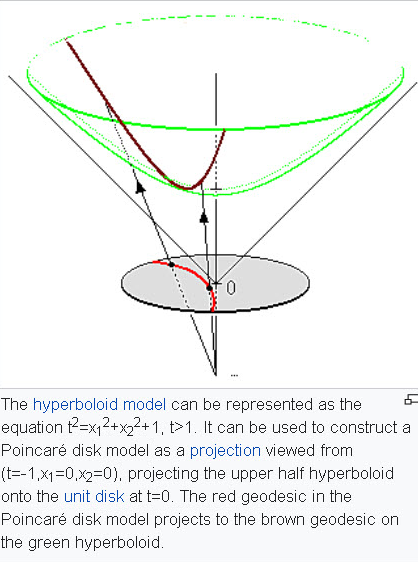 0
...
The hyperboloid model can be represented as the
equation t²=x₁²+x₂²+1, t>1. It can be used to construct a
Poincaré disk model as a projection viewed from
(t=-1,x₁=0,x₂=0), projecting the upper half hyperboloid
onto the unit disk at t=0. The red geodesic in the
Poincaré disk model projects to the brown geodesic on
the green hyperboloid.